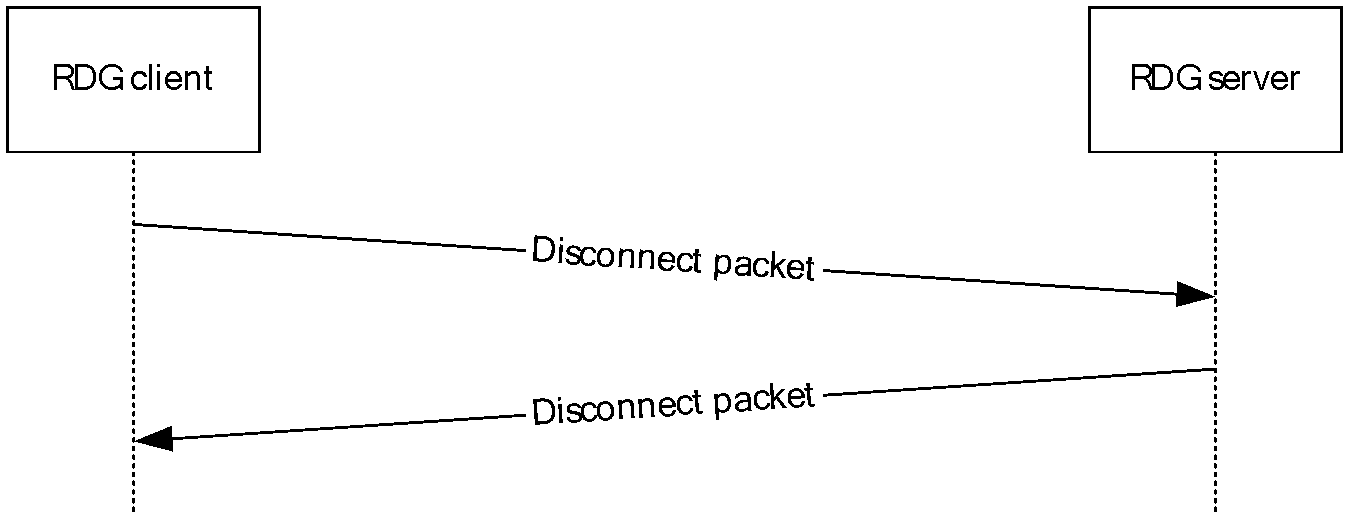 RDG client
RDG server
Disconnect packet
Disconnect packet